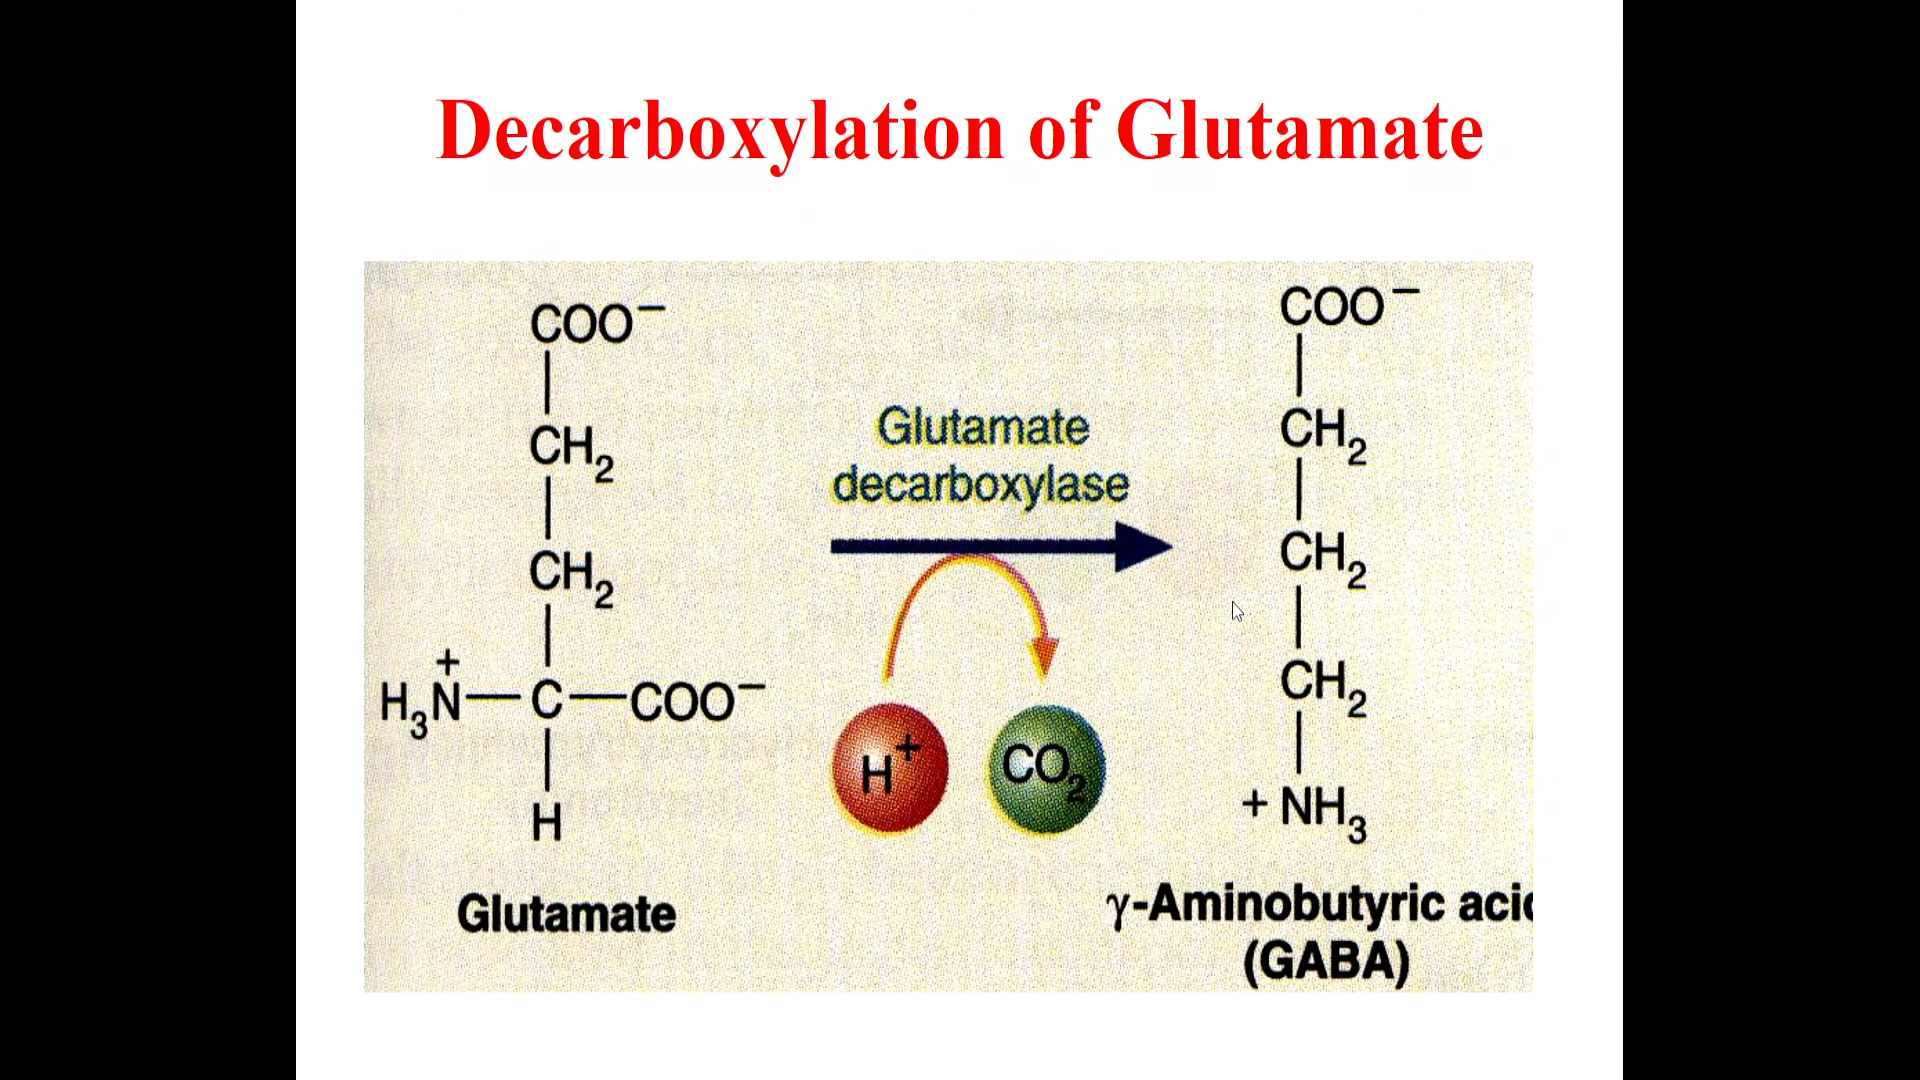 Decarboxylation of Glutamate
COO⁻
CH₂
CH₂
H₃N⁺—C—COO⁻
H
Glutamate
Glutamate
decarboxylase
H⁺
CO₂
COO⁻
CH₂
CH₂
CH₂
+NH₃
γ-Aminobutyric acid
(GABA)